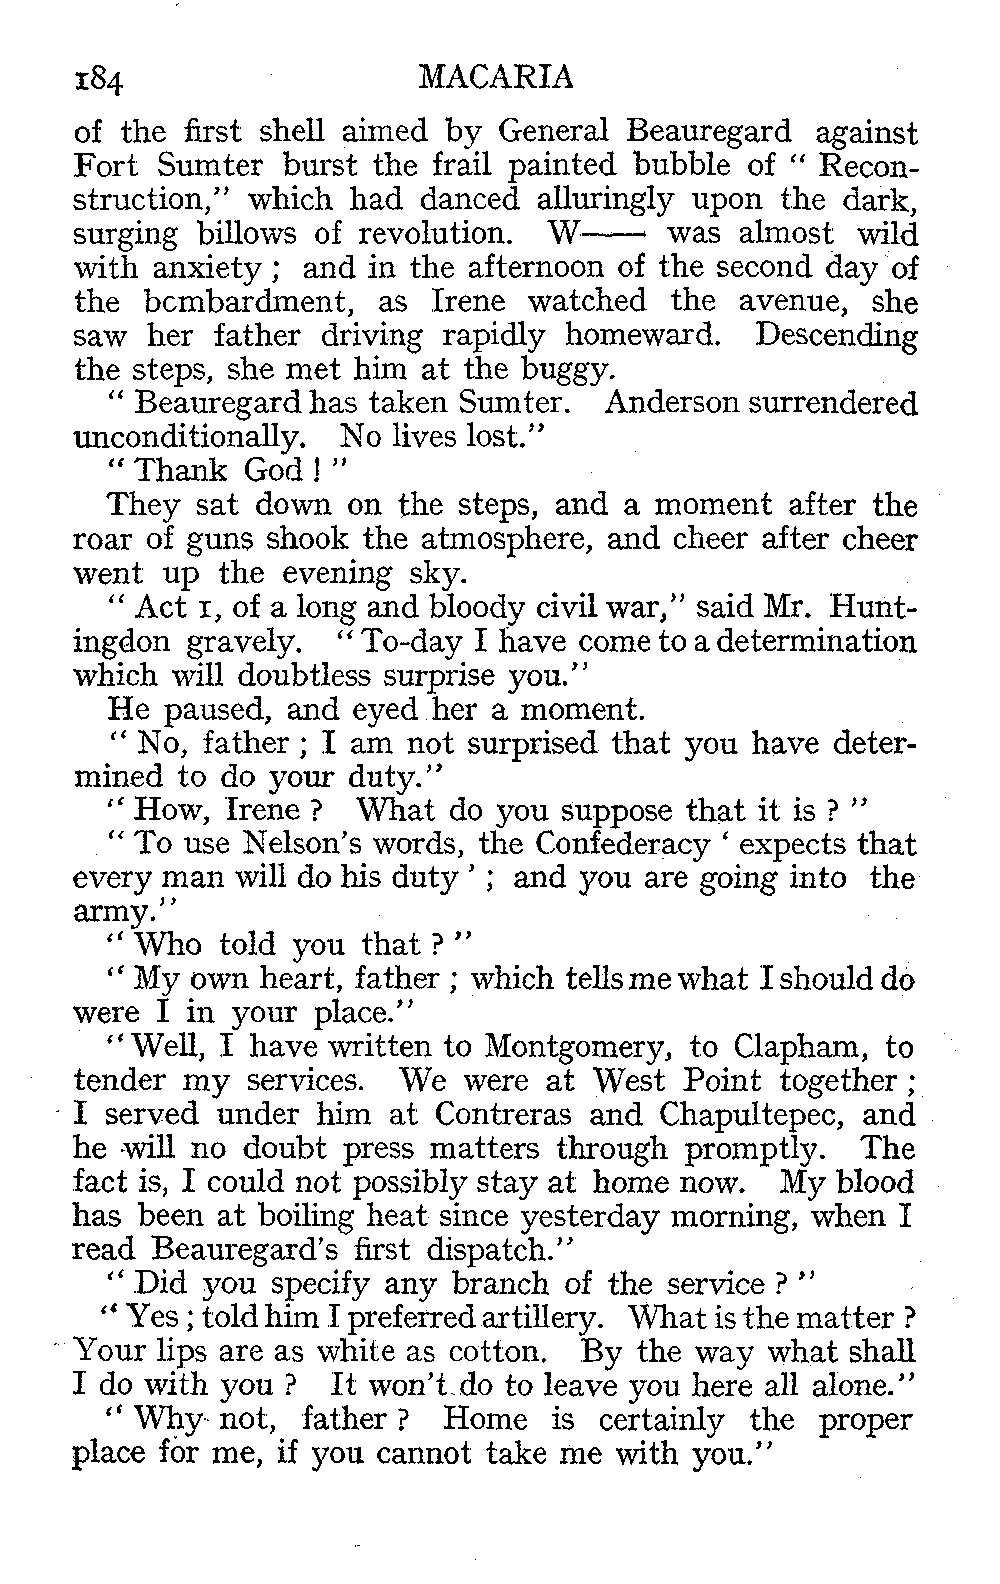 184 MACARIA
of the first shell aimed by General Beauregard against
Fort Sumter burst the frail painted bubble of “ Recon-
struction,” which had danced alluringly upon the dark,
surging billows of revolution. W—— was almost wild
with anxiety ; and in the afternoon of the second day of
the bcmbardment, as Irene watched the avenue, she
saw her father driving rapidly homeward. Descending
the steps, she met him at the buggy.
“ Beauregard has taken Sumter. Anderson surrendered
unconditionally. No lives lost.”
“ Thank God ! ”
They sat down on the steps, and a moment after the
roar of guns shook the atmosphere, and cheer after cheer
went up the evening sky.
“ Act 1, of a long and bloody civil war,” said Mr. Hunt-
ingdon gravely. “ To-day I have come to a determination
which will doubtless surprise you.”
He paused, and eyed her a moment.
“ No, father ; I am not surprised that you have deter-
mined to do your duty.”
“ How, Irene ? What do you suppose that it is ? ”
“ To use Nelson’s words, the Confederacy ‘ expects that
every man will do his duty ’ ; and you are going into the
army.”
“ Who told you that ? ”
“ My own heart, father ; which tells me what I should do
were I in your place.”
“ Well, I have written to Montgomery, to Clapham, to
tender my services. We were at West Point together ;
I served under him at Contreras and Chapultepec, and
he will no doubt press matters through promptly. The
fact is, I could not possibly stay at home now. My blood
has been at boiling heat since yesterday morning, when I
read Beauregard’s first dispatch.”
“ Did you specify any branch of the service ? ”
“ Yes ; told him I preferred artillery. What is the matter ?
Your lips are as white as cotton. By the way what shall
I do with you ? It won’t do to leave you here all alone.”
“ Why not, father ? Home is certainly the proper
place for me, if you cannot take me with you.”